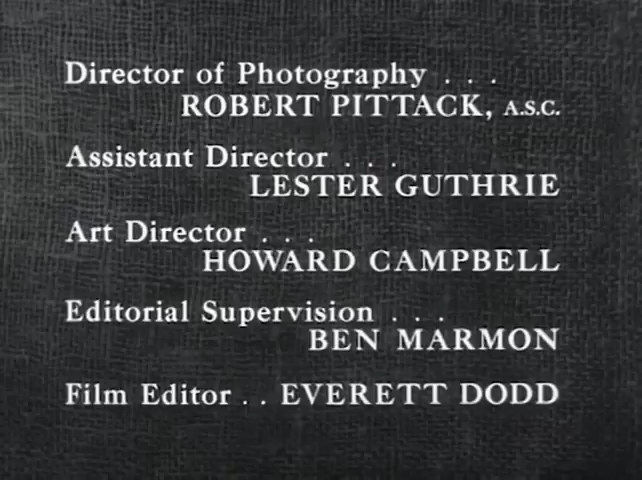 Director of Photography . . .
ROBERT PITTACK, A.S.C.
Assistant Director . . .
LESTER GUTHRIE
Art Director . . .
HOWARD CAMPBELL
Editorial Supervision . . .
BEN MARMON
Film Editor . . EVERETT DODD